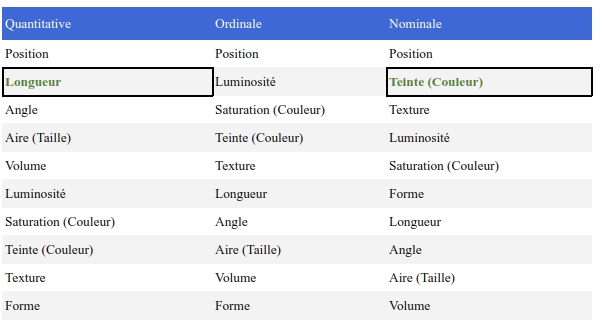 Quantitative Ordinale Nominale
Position Position Position
Longueur Luminosité Teinte (Couleur)
Angle Saturation (Couleur) Texture
Aire (Taille) Teinte (Couleur) Luminosité
Volume Texture Saturation (Couleur)
Luminosité Longueur Forme
Saturation (Couleur) Angle Longueur
Teinte (Couleur) Aire (Taille) Angle
Texture Volume Aire (Taille)
Forme Forme Volume